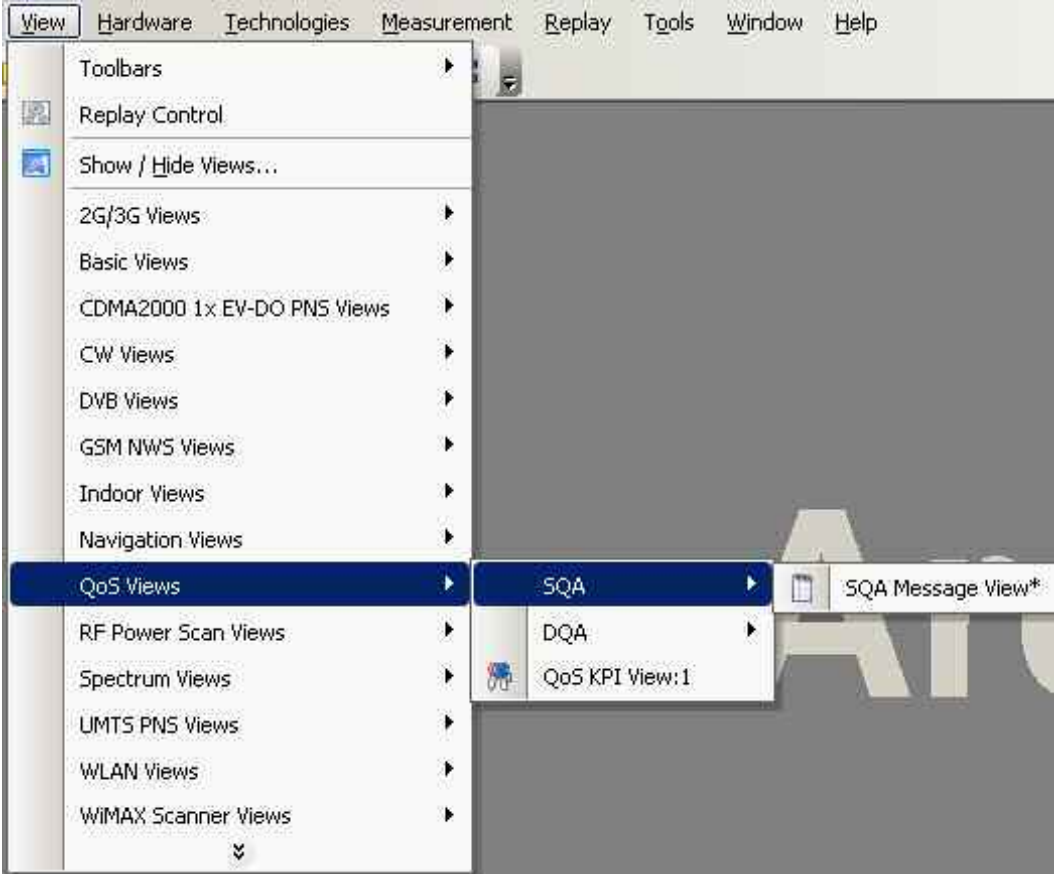 View Hardware Technologies Measurement Replay Tools Window Help
Toolbars
Replay Control
Show / Hide Views...
2G/3G Views
Basic Views
CDMA2000 1x EV-DO PNS Views
CW Views
DVB Views
GSM NWS Views
Indoor Views
Navigation Views
QoS Views
SQA
SQA Message View*
RF Power Scan Views
DQA
Spectrum Views
QoS KPI View:1
UMTS PNS Views
WLAN Views
WiMAX Scanner Views